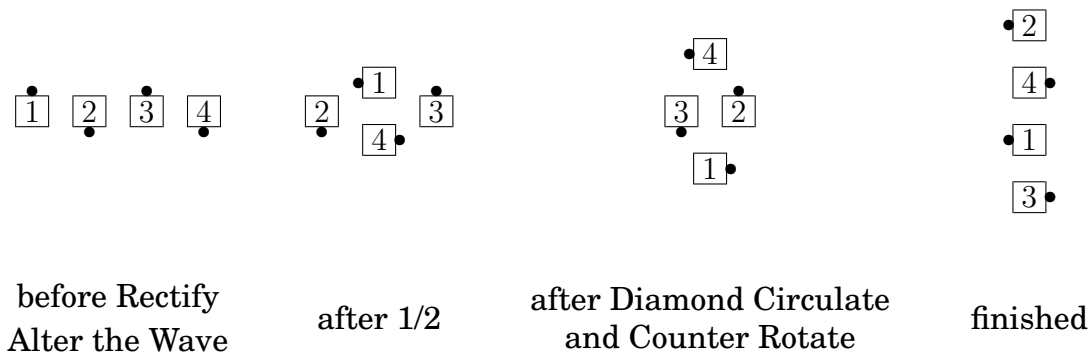 2
4
1
1 2 3 4
2
3
3 2
4
4
1
1
3
before Rectify
Alter the Wave
after 1/2
after Diamond Circulate
and Counter Rotate
finished